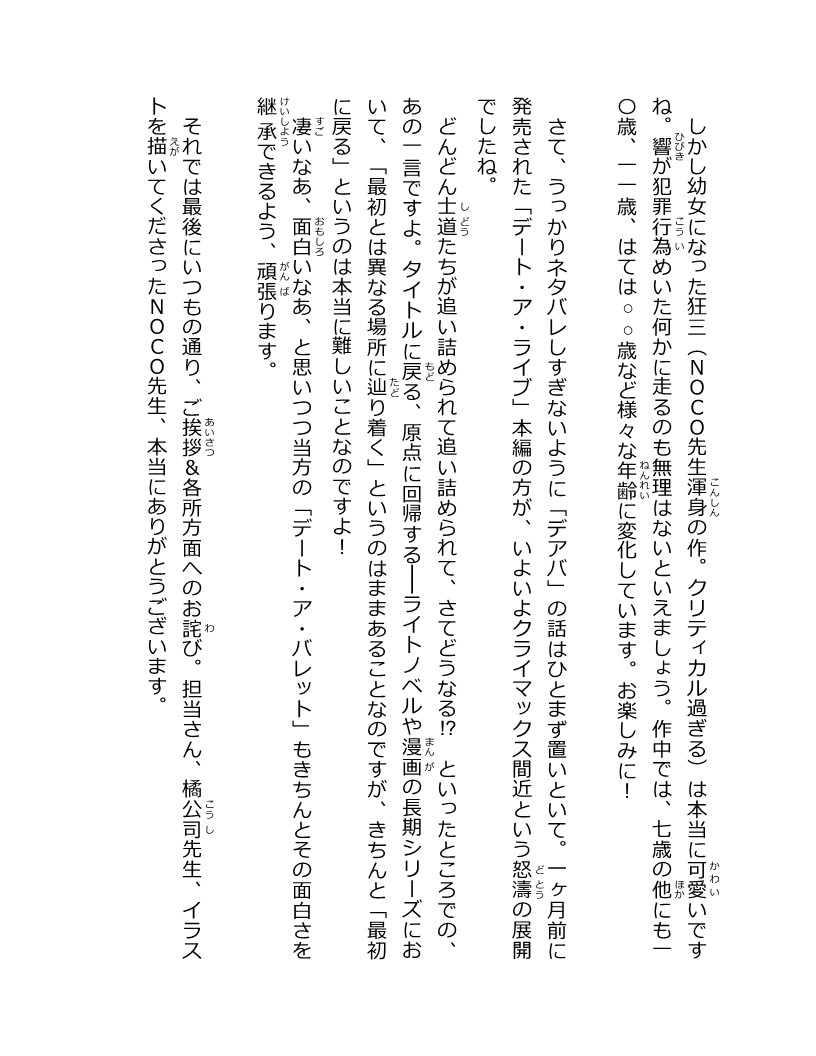 しかし幼女になった狂三（ＮＯＣＯ先生渾身の作。クリティカル過ぎる）は本当に可愛いです
ね。響が犯罪行為めいた何かに走るのも無理はないといえましょう。作中では、七歳の他にも一
〇歳、一一歳、はては○○歳など様々な年齢に変化しています。お楽しみに！
さて、うっかりネタバレしすぎないように「デアバ」の話はひとまず置いといて。一ヶ月前に
発売された「デート・ア・ライブ」本編の方が、いよいよクライマックス間近という怒濤の展開
でしたね。
どんどん士道たちが追い詰められて追い詰められて、さてどうなる⁉　といったところでの、
あの一言ですよ。タイトルに戻る、原点に回帰する──ライトノベルや漫画の長期シリーズにお
いて、「最初とは異なる場所に辿り着く」というのはままあることなのですが、きちんと「最初
に戻る」というのは本当に難しいことなのですよ！
凄いなあ、面白いなあ、と思いつつ当方の「デート・ア・バレット」もきちんとその面白さを
継承できるよう、頑張ります。
それでは最後にいつもの通り、ご挨拶＆各所方面へのお詫び。担当さん、橘公司先生、イラス
トを描いてくださったＮＯＣＯ先生、本当にありがとうございます。